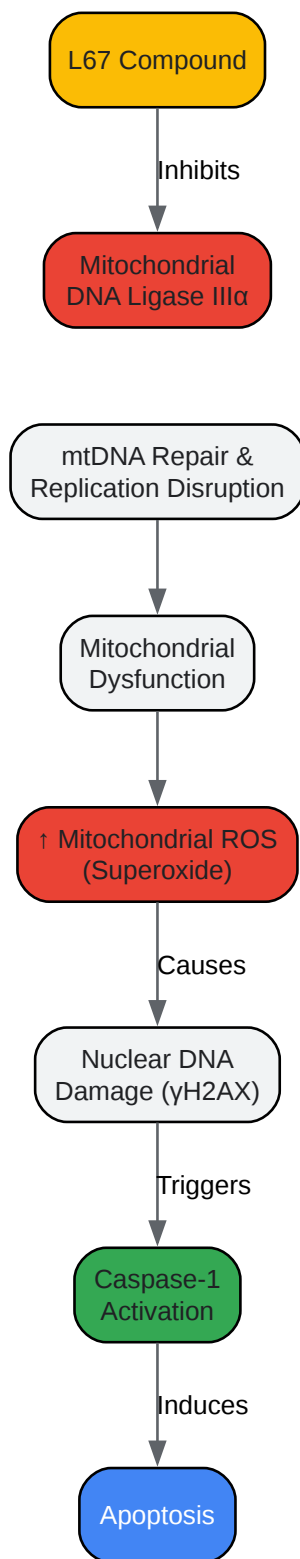 L67 Compound
Inhibits
Mitochondrial
DNA Ligase IIIα
mtDNA Repair &
Replication Disruption
Mitochondrial
Dysfunction
↑ Mitochondrial ROS
(Superoxide)
Causes
Nuclear DNA
Damage (γH2AX)
Triggers
Caspase-1
Activation
Induces
Apoptosis